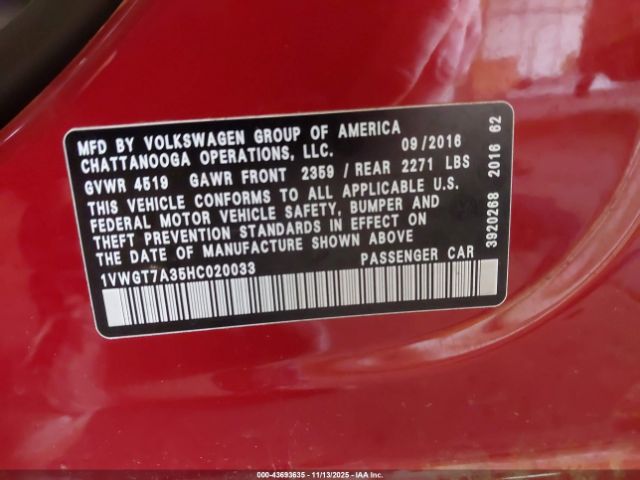 MFD BY VOLKSWAGEN GROUP OF AMERICA
CHATTANOOGA OPERATIONS, LLC. 09/2016
GVWR 4519 GAWR FRONT 2359 / REAR 2271 LBS
THIS VEHICLE CONFORMS TO ALL APPLICABLE U.S.
FEDERAL MOTOR VEHICLE SAFETY, BUMPER AND
THEFT PREVENTION STANDARDS IN EFFECT ON
THE DATE OF MANUFACTURE SHOWN ABOVE
1VWGT7A35HC020033 PASSENGER CAR
3920268 2016 62
000-43693635 - 11/13/2025 - IAA Inc.